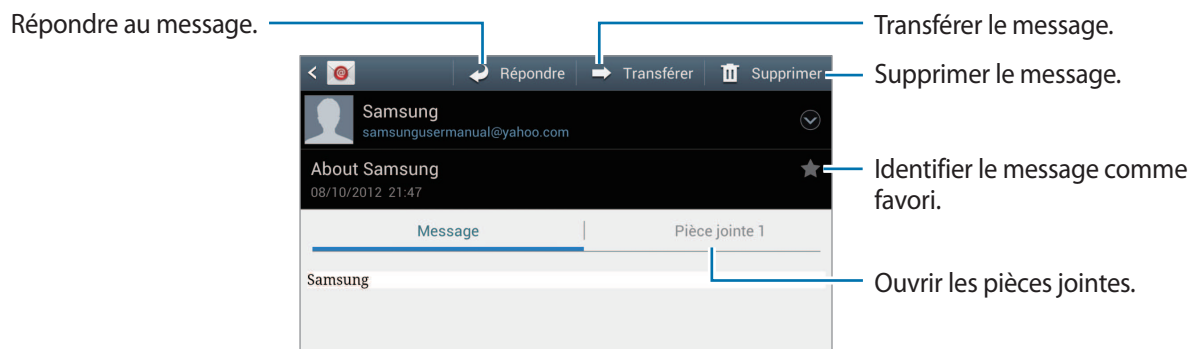 Répondre au message.
Transférer le message.
Répondre
Transférer
Supprimer
Supprimer le message.
Samsung
samsungusermanual@yahoo.com
About Samsung
08/10/2012 21:47
Identifier le message comme
favori.
Message
Pièce jointe 1
Samsung
Ouvrir les pièces jointes.